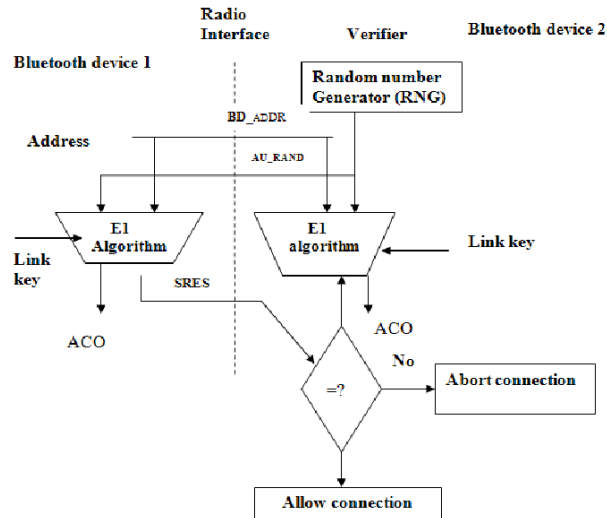 Radio
Interface
Verifier
Bluetooth device 2
Bluetooth device 1
Random number
Generator (RNG)
BD_ADDR
Address
AU_RAND
E1
Algorithm
E1
algorithm
Link
key
Link key
SRES
ACO
ACO
No
=?
Abort connection
Allow connection